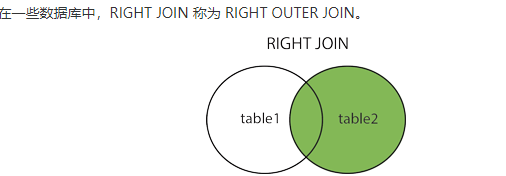 在一些数据库中，RIGHT JOIN 称为 RIGHT OUTER JOIN。
RIGHT JOIN
table1 table2